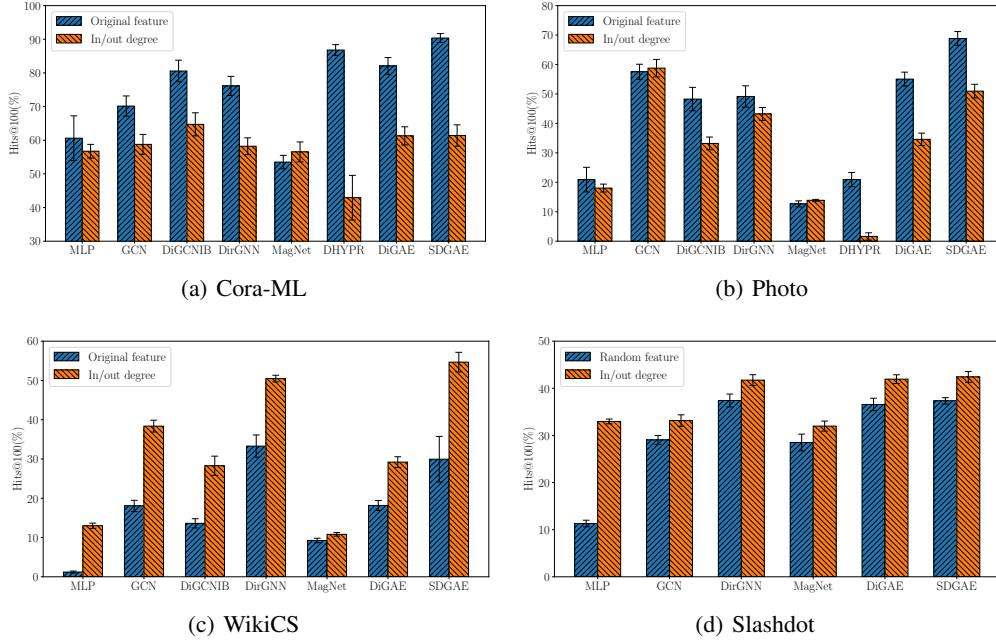 100
90
80
70
60
50
40
30
Hits@100(%)
Original feature
In/out degree
MLP GCN DiGCNIB DirGNN MagNet DHYPR DiGAE SDGAE
(a) Cora-ML
80
70
60
50
40
30
20
10
0
Hits@100(%)
Original feature
In/out degree
MLP GCN DiGCNIB DirGNN MagNet DHYPR DiGAE SDGAE
(b) Photo
60
50
40
30
20
10
0
Hits@100(%)
Original feature
In/out degree
MLP GCN DiGCNIB DirGNN MagNet DiGAE SDGAE
(c) WikiCS
50
40
30
20
10
0
Hits@100(%)
Random feature
In/out degree
MLP GCN DirGNN MagNet DiGAE SDGAE
(d) Slashdot